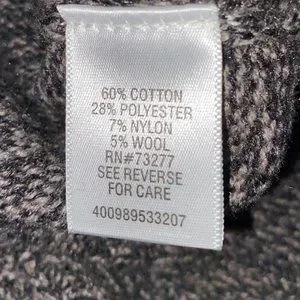 60% COTTON
28% POLYESTER
7% NYLON
5% WOOL
RN#73277
SEE REVERSE
FOR CARE
400989533207